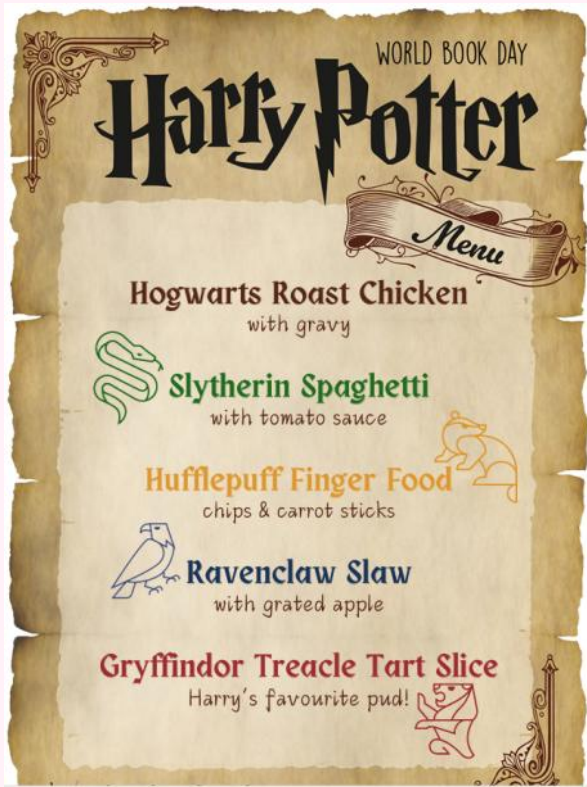 WORLD BOOK DAY
Harry Potter
Menu
Hogwarts Roast Chicken
with gravy
Slytherin Spaghetti
with tomato sauce
Hufflepuff Finger Food
chips & carrot sticks
Ravenclaw Slaw
with grated apple
Gryffindor Treacle Tart Slice
Harry's favourite pud!